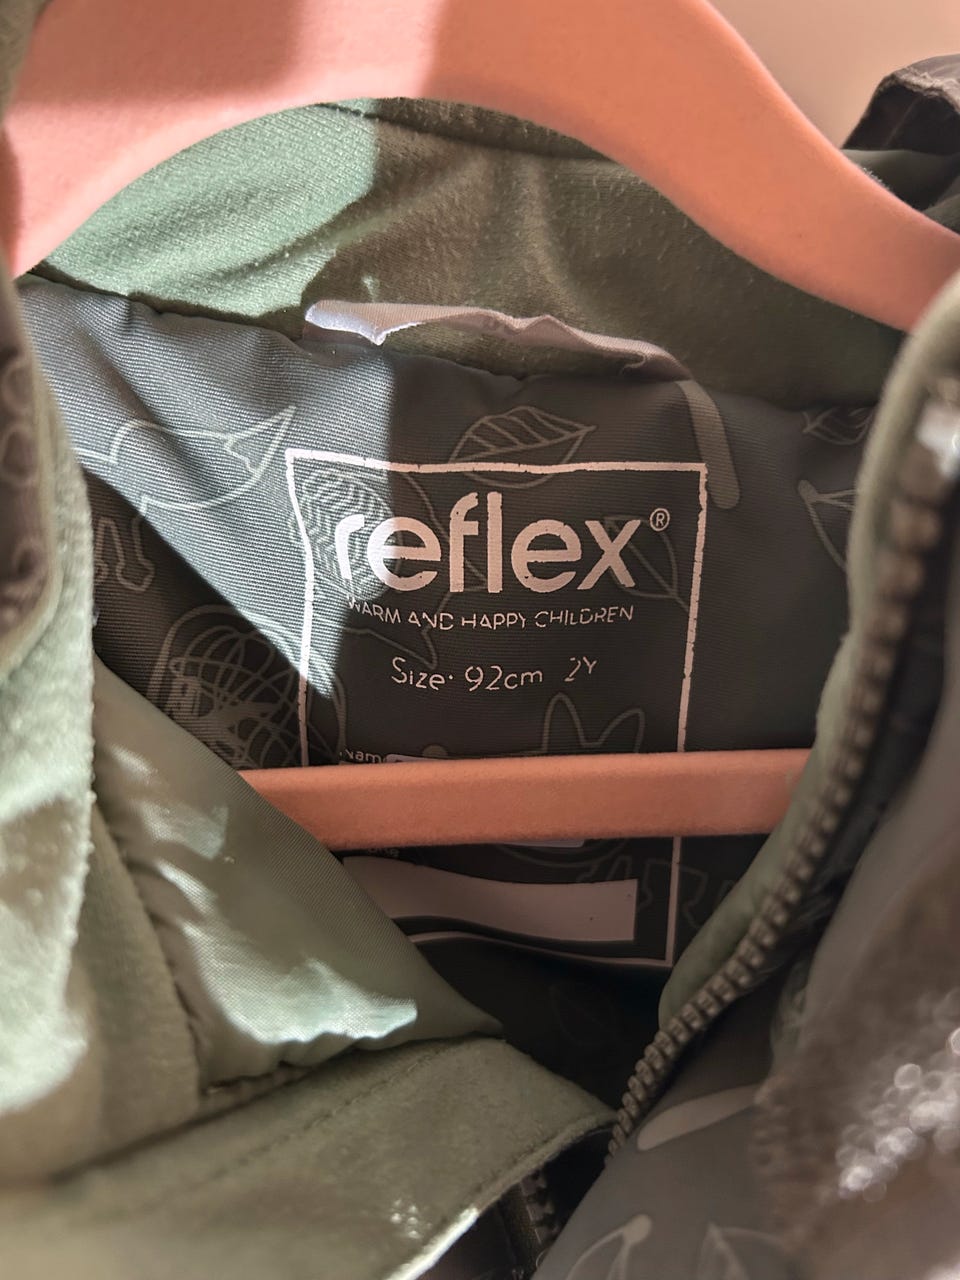 reflex®
WARM AND HAPPY CHILDREN
Size: 92cm 2Y